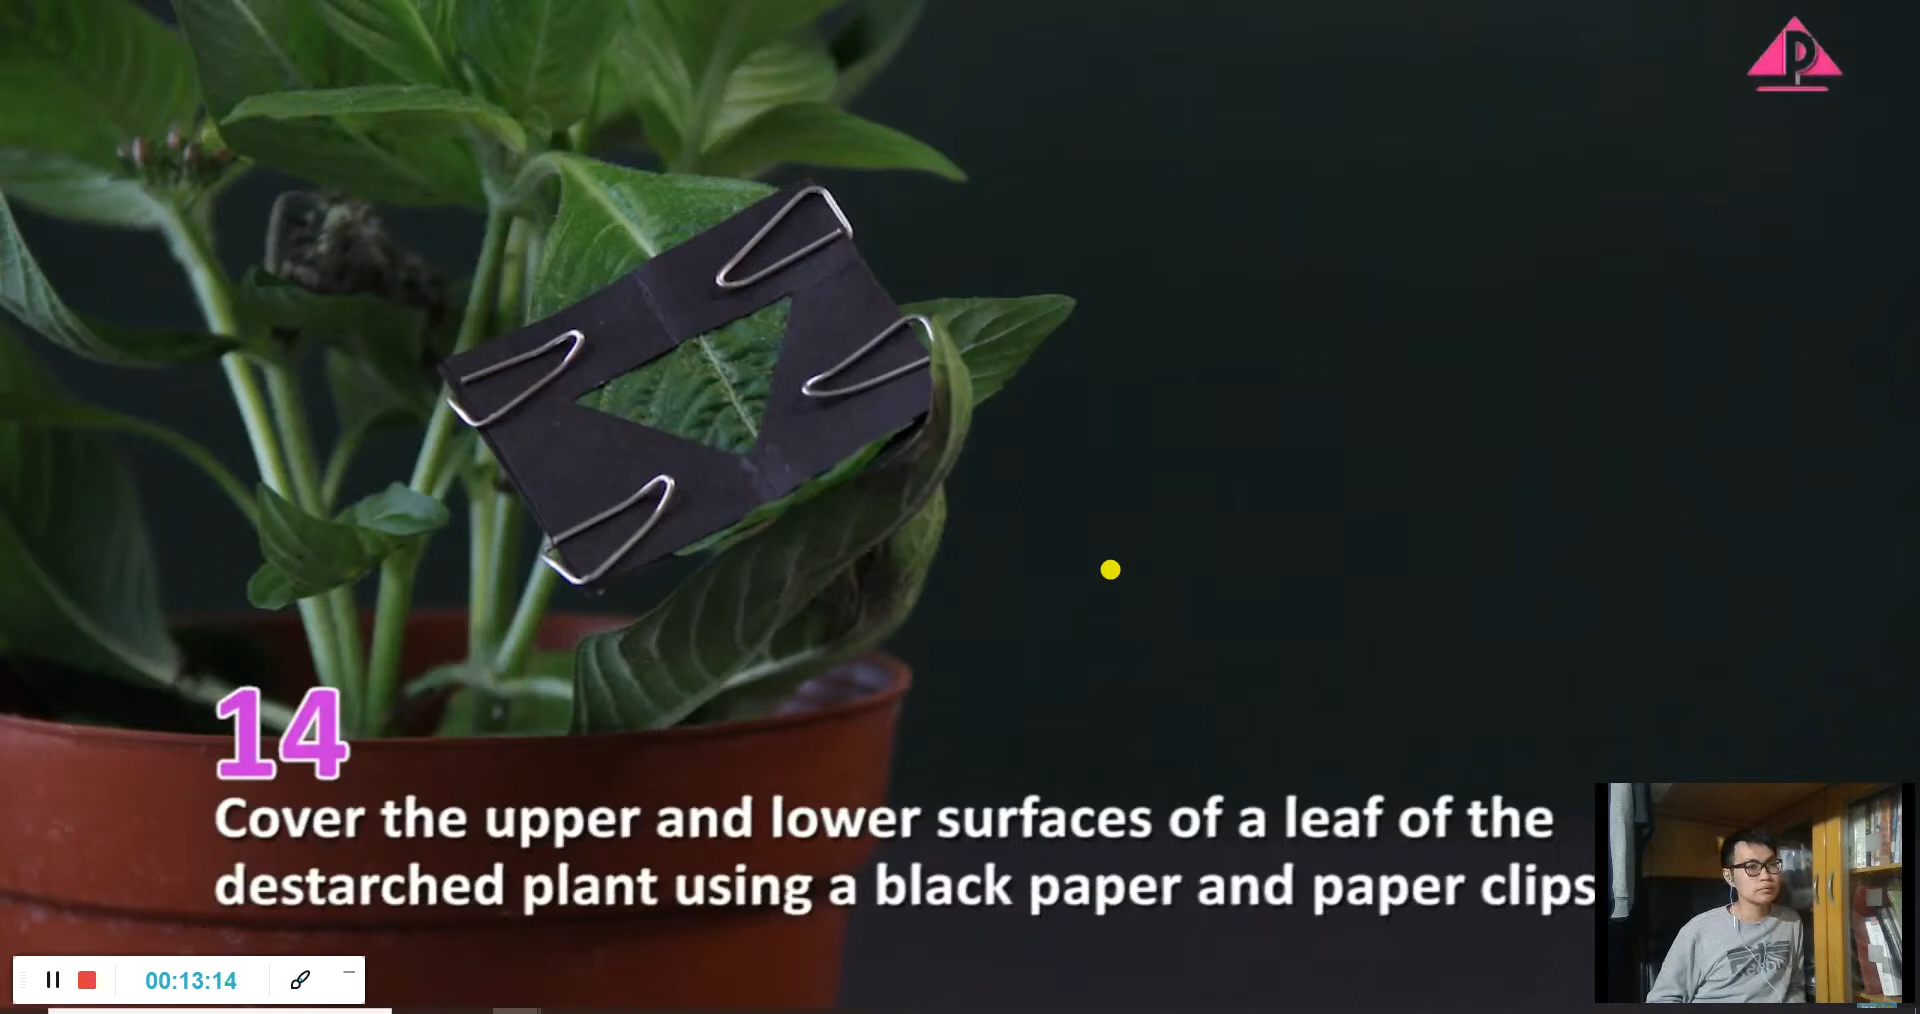 P
14
Cover the upper and lower surfaces of a leaf of the
destarched plant using a black paper and paper clips
00:13:14